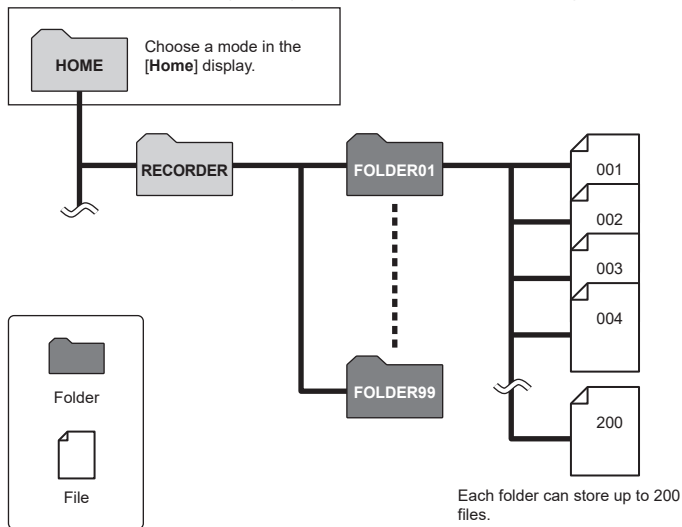 HOME
Choose a mode in the
[Home] display.
RECORDER
FOLDER01
001
002
003
004
FOLDER99
200
Folder
File
Each folder can store up to 200
files.